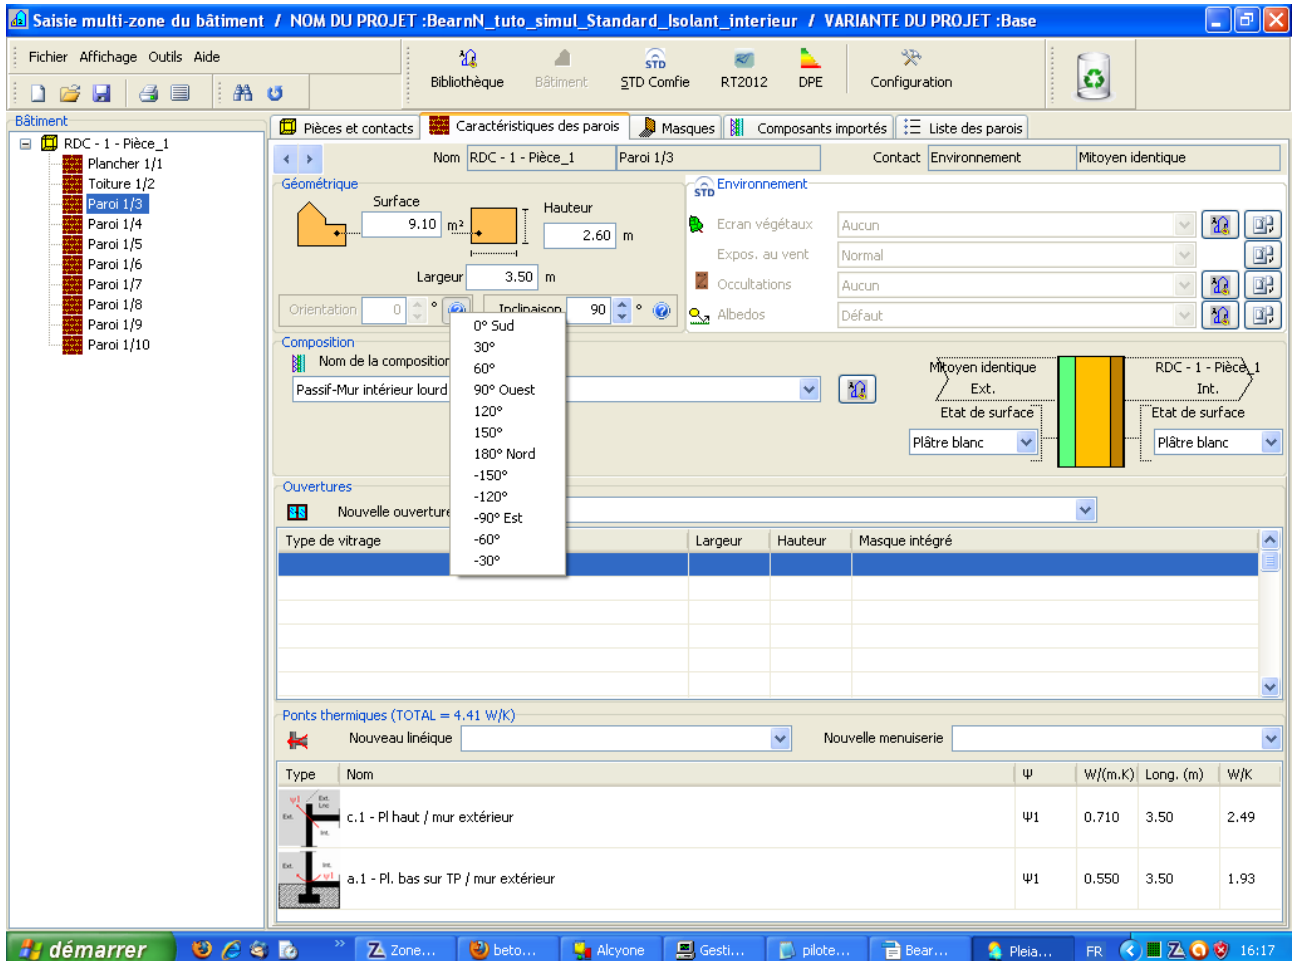 Saisie multi-zone du bâtiment / NOM DU PROJET :BearnN_tuto_simul_Standard_Isolant_interieur / VARIANTE DU PROJET :Base
Fichier Affichage Outils Aide
Bibliothèque Bâtiment STD Comfie RT2012 DPE Configuration
Bâtiment
RDC - 1 - Pièce_1
Plancher 1/1
Toiture 1/2
Paroi 1/3
Paroi 1/4
Paroi 1/5
Paroi 1/6
Paroi 1/7
Paroi 1/8
Paroi 1/9
Paroi 1/10
Pièces et contacts Caractéristiques des parois Masques Composants importés Liste des parois
Nom RDC - 1 - Pièce_1 Paroi 1/3 Contact Environnement Mitoyen identique
Géométrique
Surface
9.10 m²
Hauteur
2.60 m
Largeur 3.50 m
Orientation 0 ° Inclinaison 90 °
STD Environnement
Ecran végétaux Aucun
Expos. au vent Normal
Occultations Aucun
Albedos Défaut
0° Sud
30°
60°
90° Ouest
120°
150°
180° Nord
-150°
-120°
-90° Est
-60°
-30°
Composition
Nom de la composition
Passif-Mur intérieur lourd
Mitoyen identique
Ext.
RDC - 1 - Pièce_1
Int.
Etat de surface
Plâtre blanc
Etat de surface
Plâtre blanc
Ouvertures
Nouvelle ouverture
Type de vitrage Largeur Hauteur Masque intégré
Ponts thermiques (TOTAL = 4.41 W/K)
Nouveau linéique Nouvelle menuiserie
Type Nom Ψ W/(m.K) Long. (m) W/K
c.1 - Pl haut / mur extérieur Ψ1 0.710 3.50 2.49
a.1 - Pl. bas sur TP / mur extérieur Ψ1 0.550 3.50 1.93
démarrer Zone... beto... Alcyone Gesti... pilote... Bear... Pleia... FR 16:17